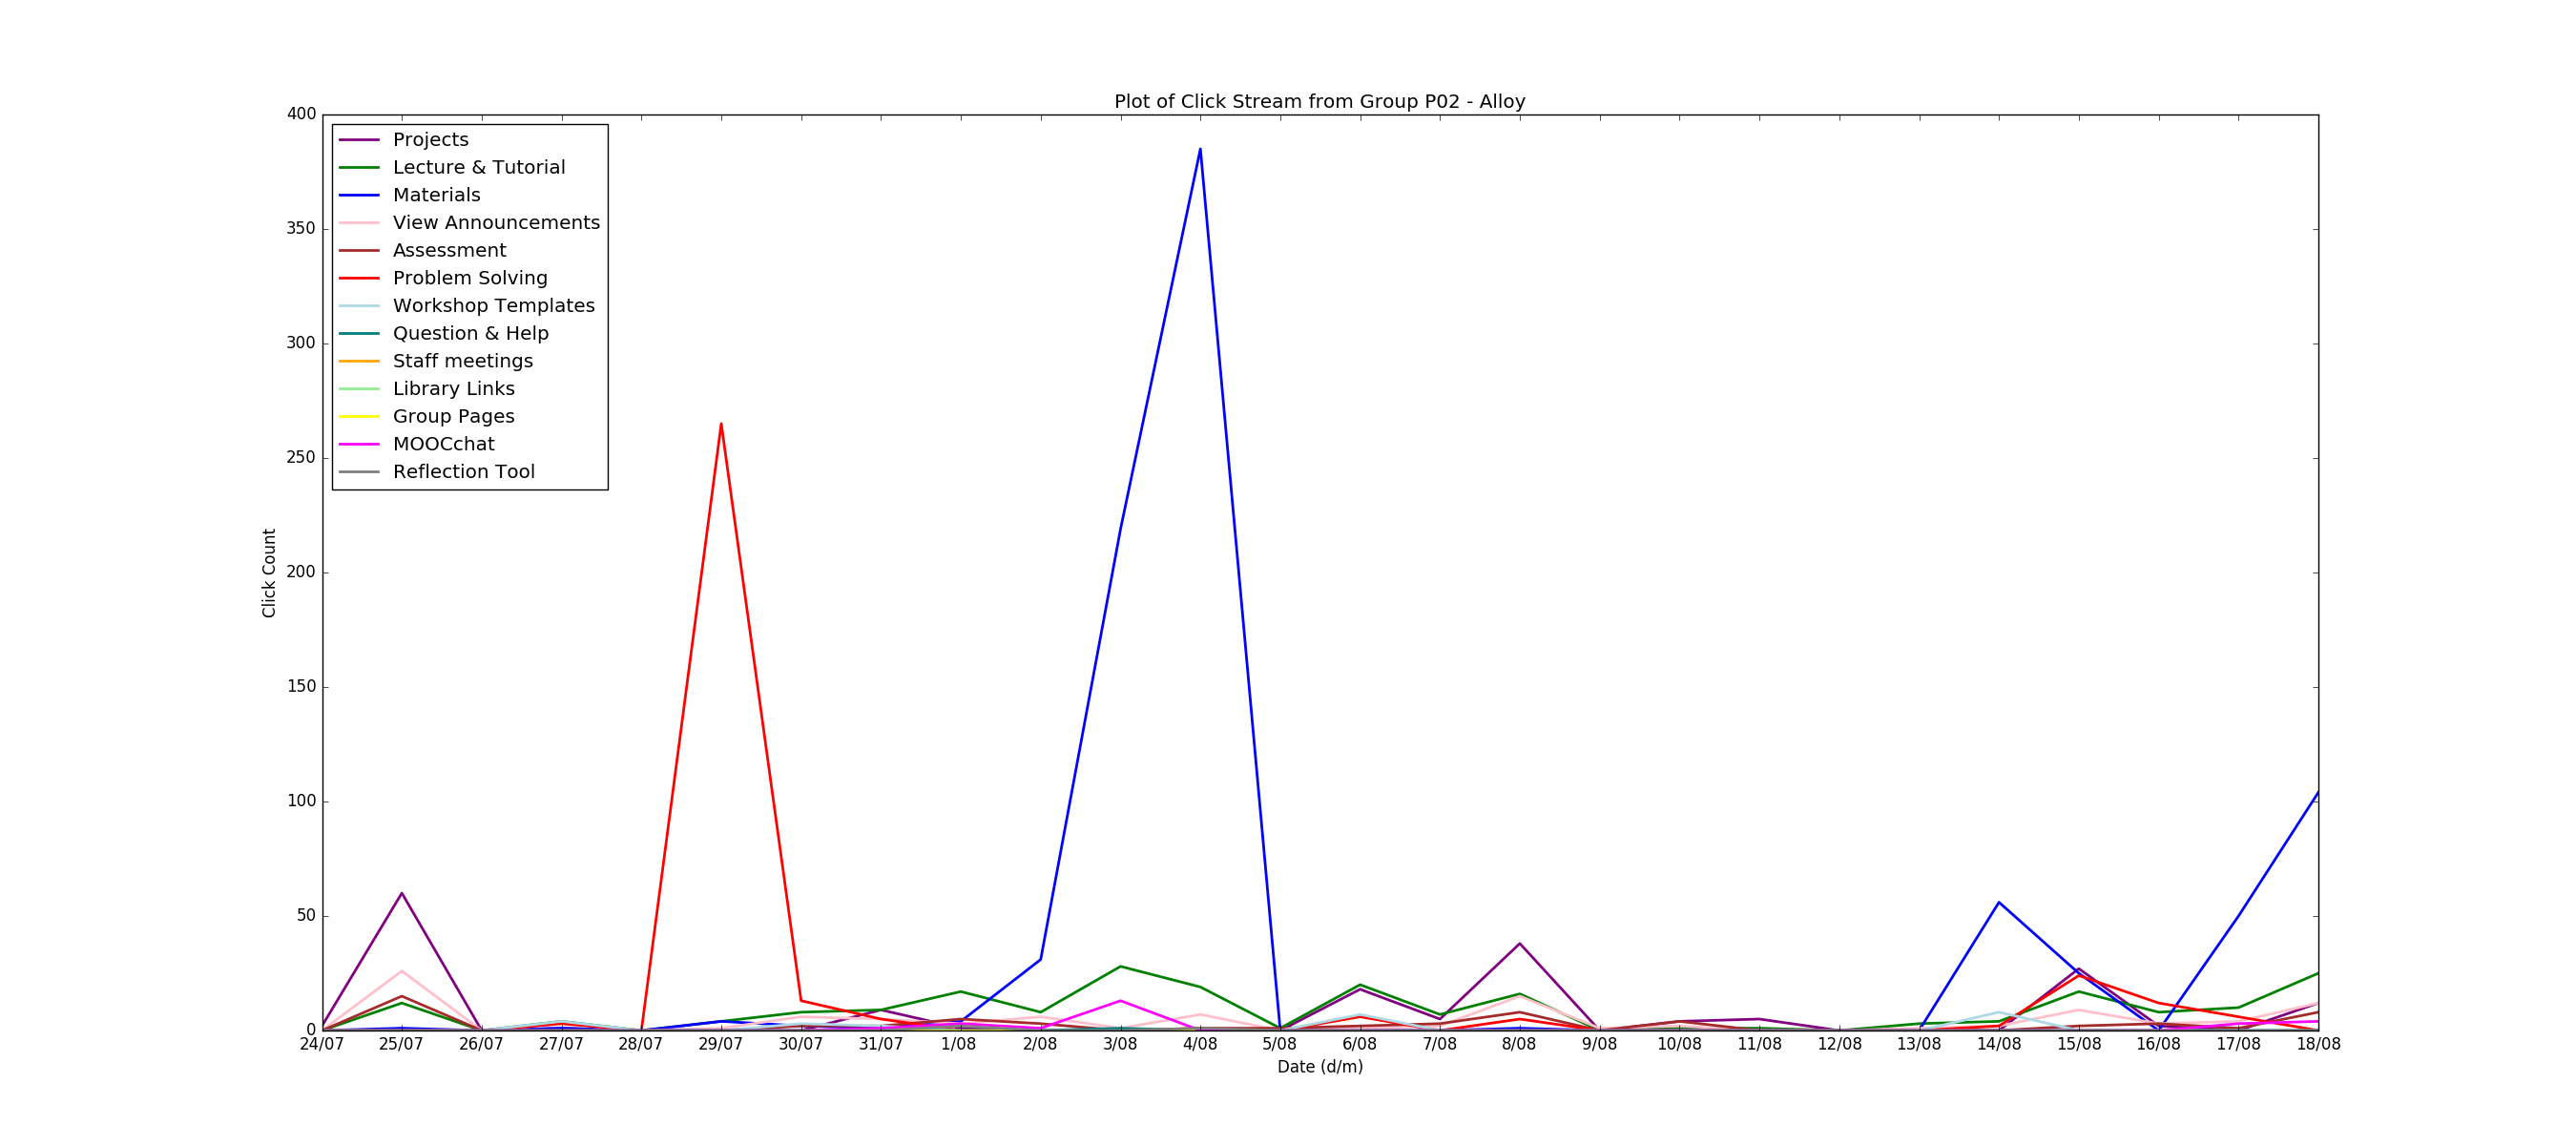 Plot of Click Stream from Group P02 - Alloy
400
350
300
250
200
150
100
50
0
Click Count
Projects
Lecture & Tutorial
Materials
View Announcements
Assessment
Problem Solving
Workshop Templates
Question & Help
Staff meetings
Library Links
Group Pages
MOOCchat
Reflection Tool
24/07 25/07 26/07 27/07 28/07 29/07 30/07 31/07 1/08 2/08 3/08 4/08 5/08 6/08 7/08 8/08 9/08 10/08 11/08 12/08 13/08 14/08 15/08 16/08 17/08 18/08
Date (d/m)